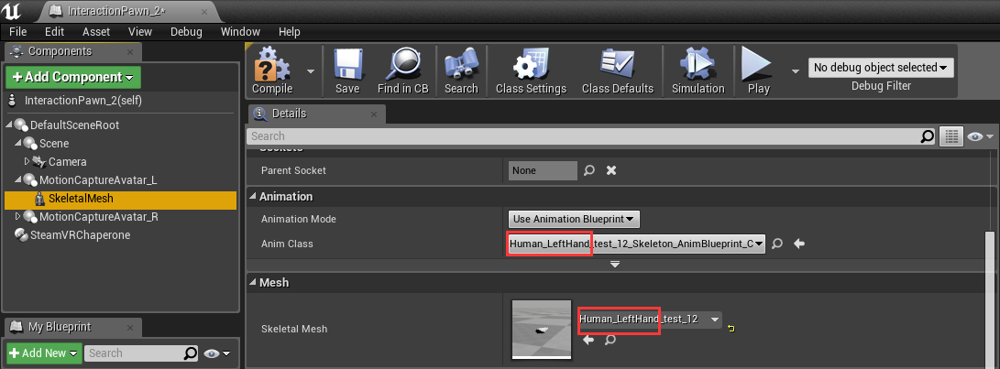 InteractionPawn_2*
File Edit Asset View Debug Window Help
Components
+Add Component
InteractionPawn_2(self)
DefaultSceneRoot
Scene
Camera
MotionCaptureAvatar_L
SkeletalMesh
MotionCaptureAvatar_R
SteamVRChaperone
My Blueprint
+Add New
Search
Compile
Save
Find in CB
Search
Class Settings
Class Defaults
Simulation
Play
No debug object selected
Debug Filter
Details
Search
Sockets
Parent Socket
None
Animation
Animation Mode
Use Animation Blueprint
Anim Class
Human_LeftHand_test_12_Skeleton_AnimBlueprint_C
Mesh
Skeletal Mesh
Human_LeftHand_test_12